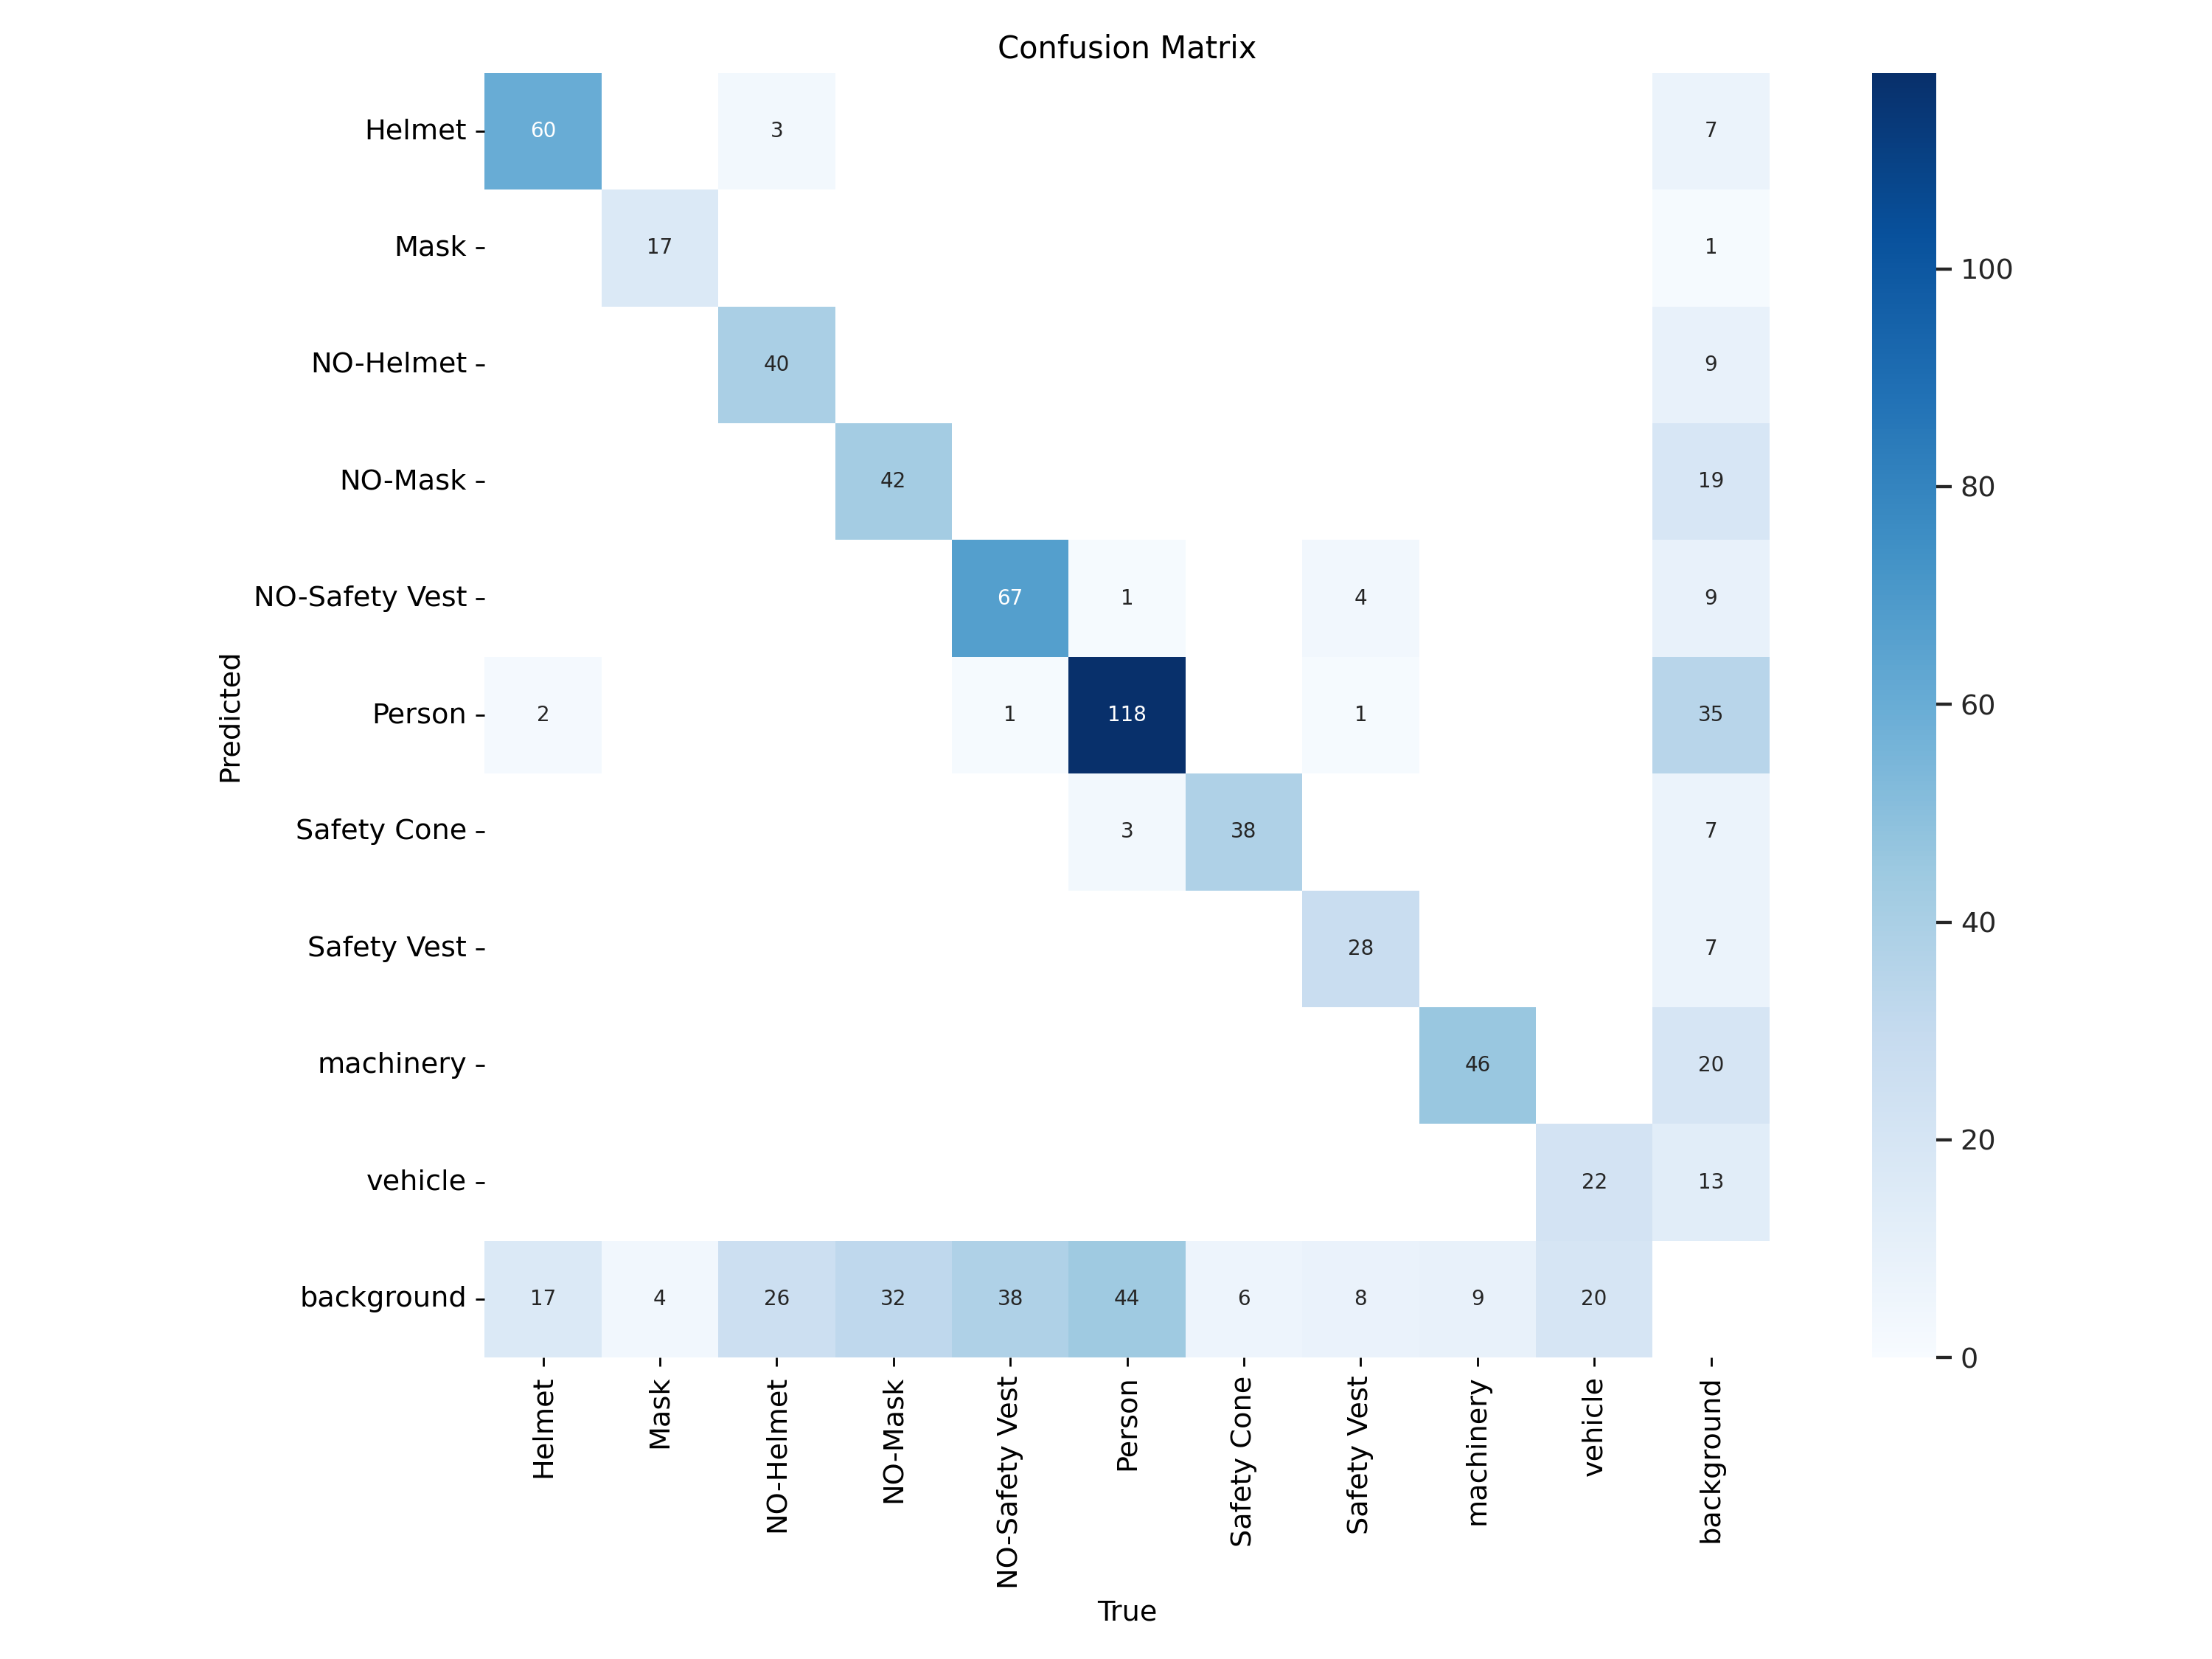 Confusion Matrix
Helmet 60 3 7
Mask 17 1
NO-Helmet 40 9
NO-Mask 42 19
NO-Safety Vest 67 1 4 9
Person 2 1 118 1 35
Safety Cone 3 38 7
Safety Vest 28 7
machinery 46 20
vehicle 22 13
background 17 4 26 32 38 44 6 8 9 20
Predicted
Helmet
Mask
NO-Helmet
NO-Mask
NO-Safety Vest
Person
Safety Cone
Safety Vest
machinery
vehicle
background
True
100
80
60
40
20
0